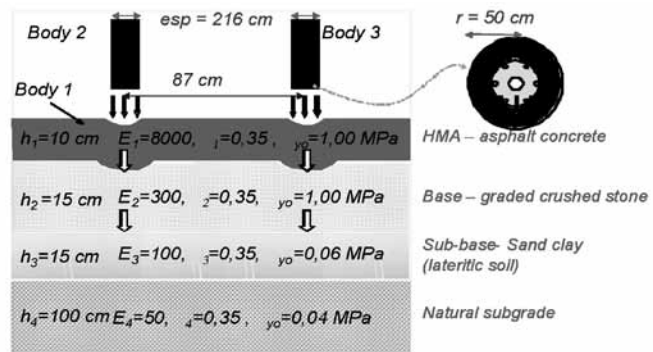 esp = 216 cm
r = 50 cm
Body 2
Body 3
87 cm
Body 1
h1=10 cm E1=8000, 1=0,35 , yo=1,00 MPa
HMA – asphalt concrete
h2=15 cm E2=300, 2=0,35 yo=1,00 MPa
Base – graded crushed stone
h3=15 cm E3=100, 3=0,35, yo=0,06 MPa
Sub-base- Sand clay
(lateritic soil)
h4=100 cm E4=50, 4=0,35, yo=0,04 MPa
Natural subgrade